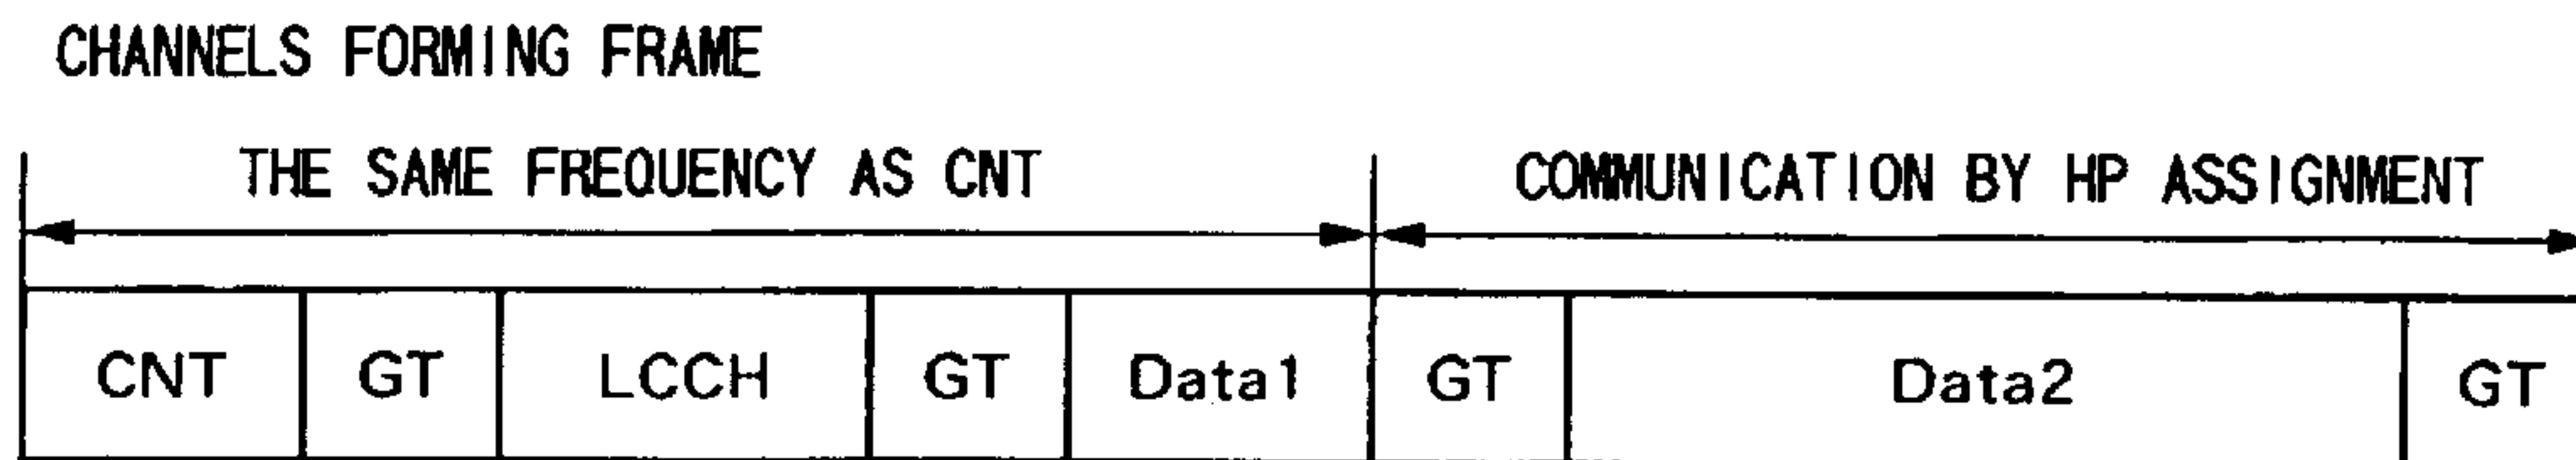 CHANNELS FORMING FRAME
THE SAME FREQUENCY AS CNT COMMUNICATION BY HP ASSIGNMENT
CNT GT LCCH GT Data1 GT Data2 GT